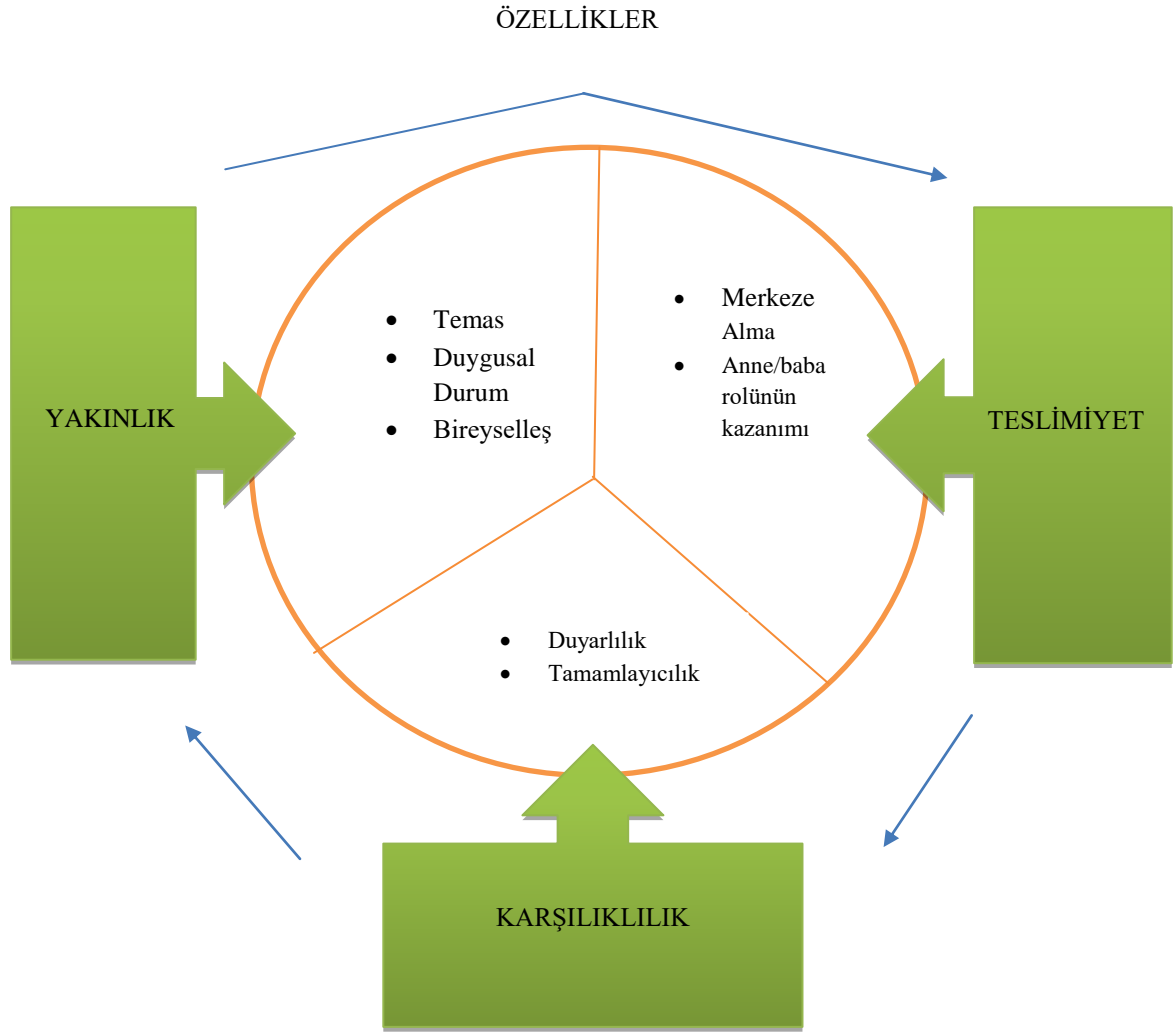 ÖZELLİKLER
YAKINLIK
• Temas
• Duygusal
Durum
• Bireyselleş
• Merkeze
Alma
• Anne/baba
rolünün
kazanımı
TESLİMİYET
• Duyarlılık
• Tamamlayıcılık
KARŞILIKLILIK